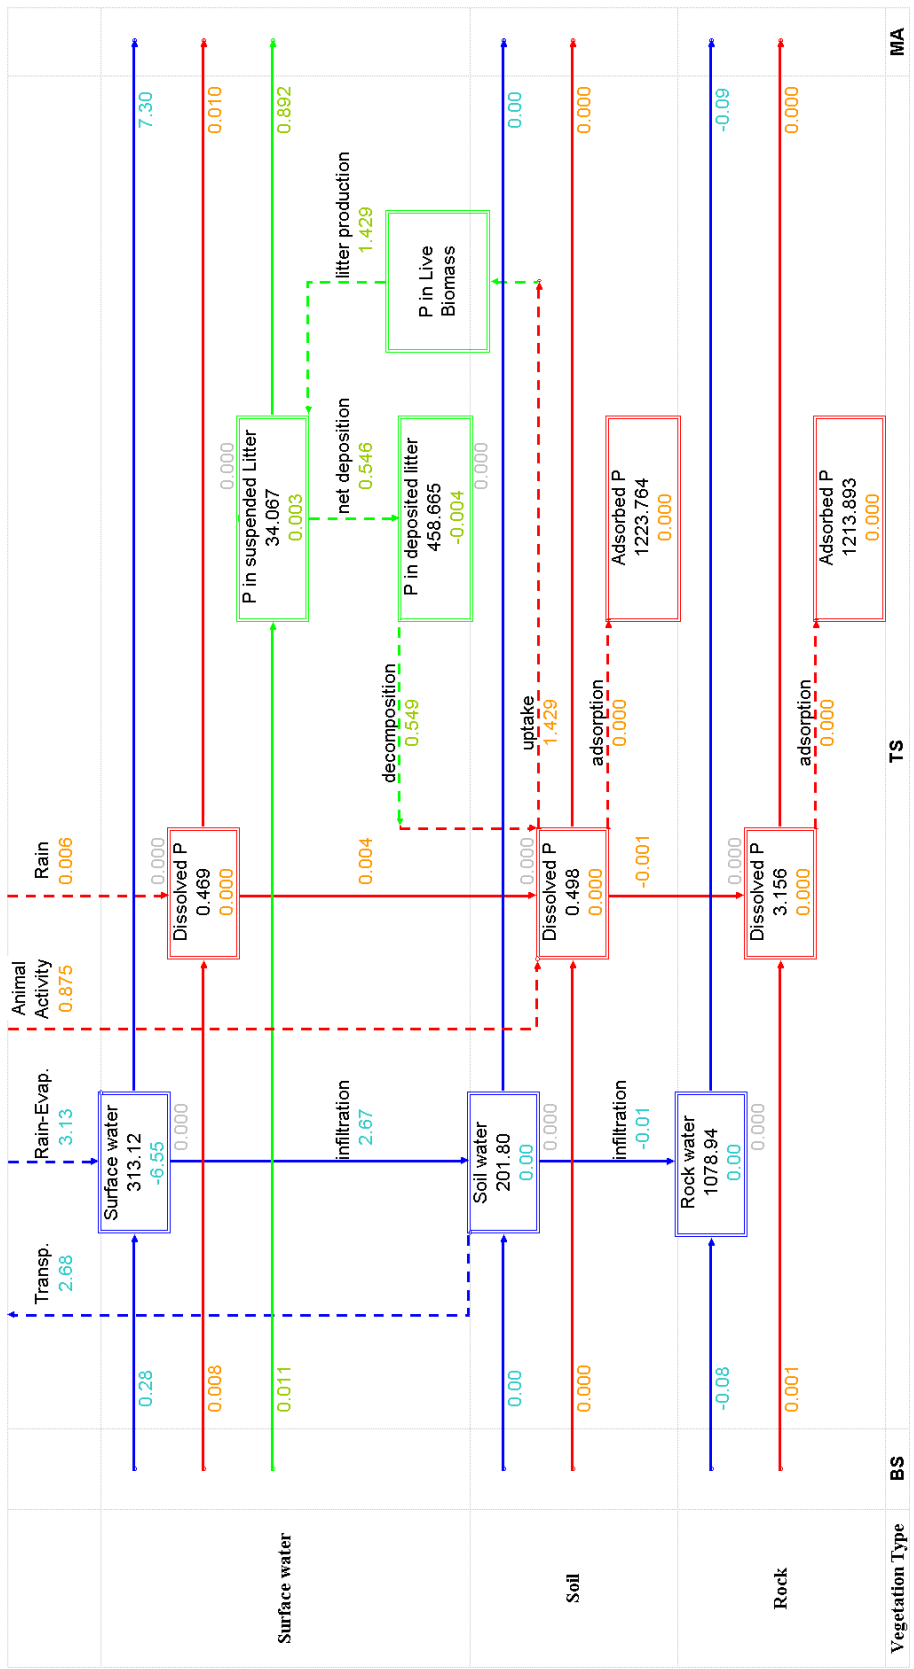 Transp.
2.68
Rain-Evap.
3.13
Animal
Activity
0.875
Rain
0.006
Surface water
0.28
Surface water
313.12
-6.55
0.000
7.30
0.008
Dissolved P
0.469
0.000
0.000
0.010
0.011
P in suspended Litter
34.067
0.003
0.000
0.892
infiltration
2.67
0.004
net deposition
0.546
litter production
1.429
decomposition
0.549
P in deposited litter
458.665
-0.004
0.000
P in Live
Biomass
Soil
0.00
Soil water
201.80
0.00
0.000
0.00
uptake
1.429
0.000
Dissolved P
0.498
0.000
0.000
0.000
adsorption
0.000
Adsorbed P
1223.764
0.000
infiltration
-0.01
-0.001
Rock
-0.08
Rock water
1078.94
0.00
0.000
-0.09
0.001
Dissolved P
3.156
0.000
0.000
0.000
adsorption
0.000
Adsorbed P
1213.893
0.000
Vegetation Type
BS
TS
MA